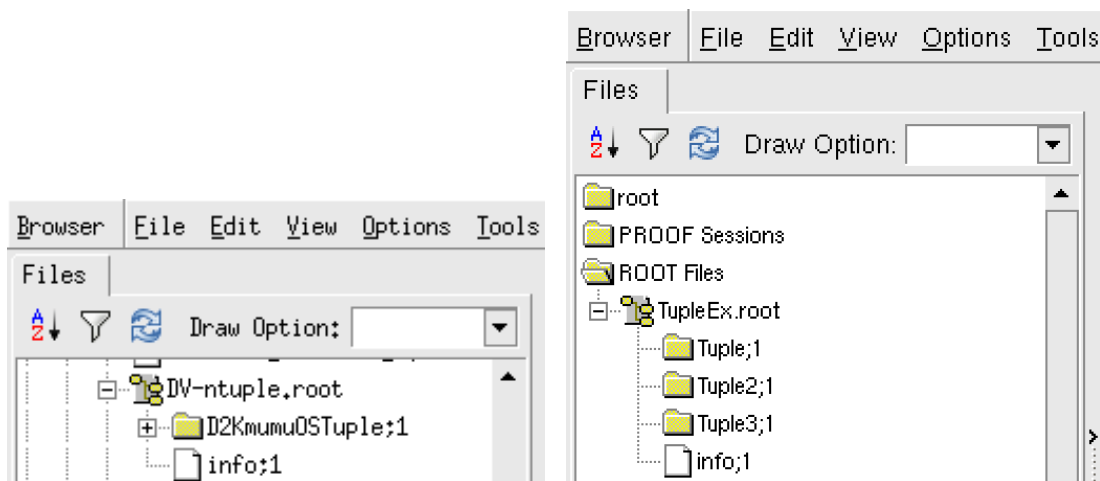 Browser File Edit View Options Tools
Files
Draw Option:
DV-ntuple.root
D2KmumuOSTuple;1
info;1
Browser File Edit View Options Tools
Files
Draw Option:
root
PROOF Sessions
ROOT Files
TupleEx.root
Tuple;1
Tuple2;1
Tuple3;1
info;1